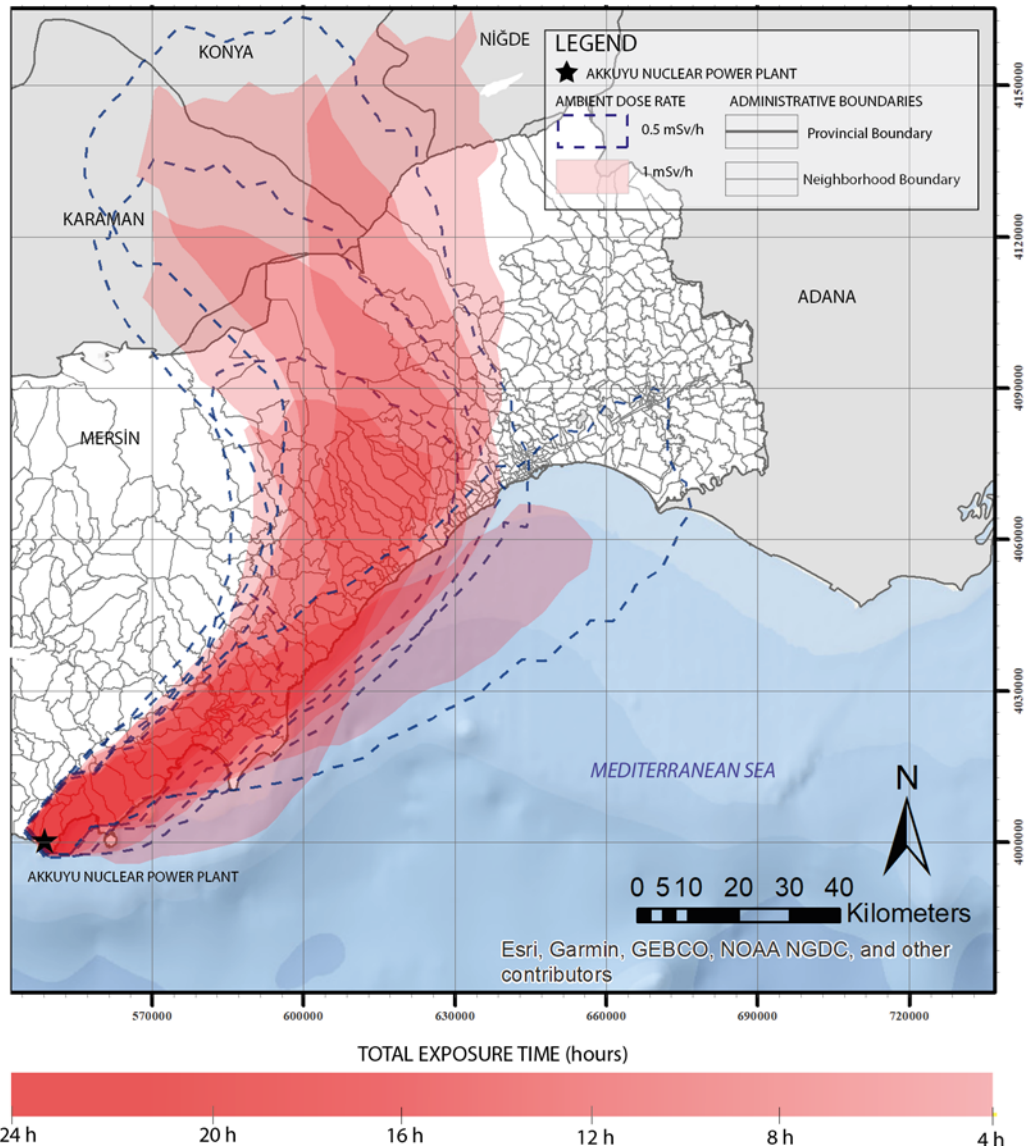 KONYA
NİĞDE
LEGEND
AKKUYU NUCLEAR POWER PLANT
AMBIENT DOSE RATE
ADMINISTRATIVE BOUNDARIES
0.5 mSv/h
Provincial Boundary
1 mSv/h
Neighborhood Boundary
KARAMAN
ADANA
MERSİN
MEDITERRANEAN SEA
N
AKKUYU NUCLEAR POWER PLANT
0 5 10 20 30 40
Kilometers
Esri, Garmin, GEBCO, NOAA NGDC, and other
contributors
4150000
4120000
4090000
4060000
4030000
4000000
570000 600000 630000 660000 690000 720000
TOTAL EXPOSURE TIME (hours)
24 h 20 h 16 h 12 h 8 h 4 h